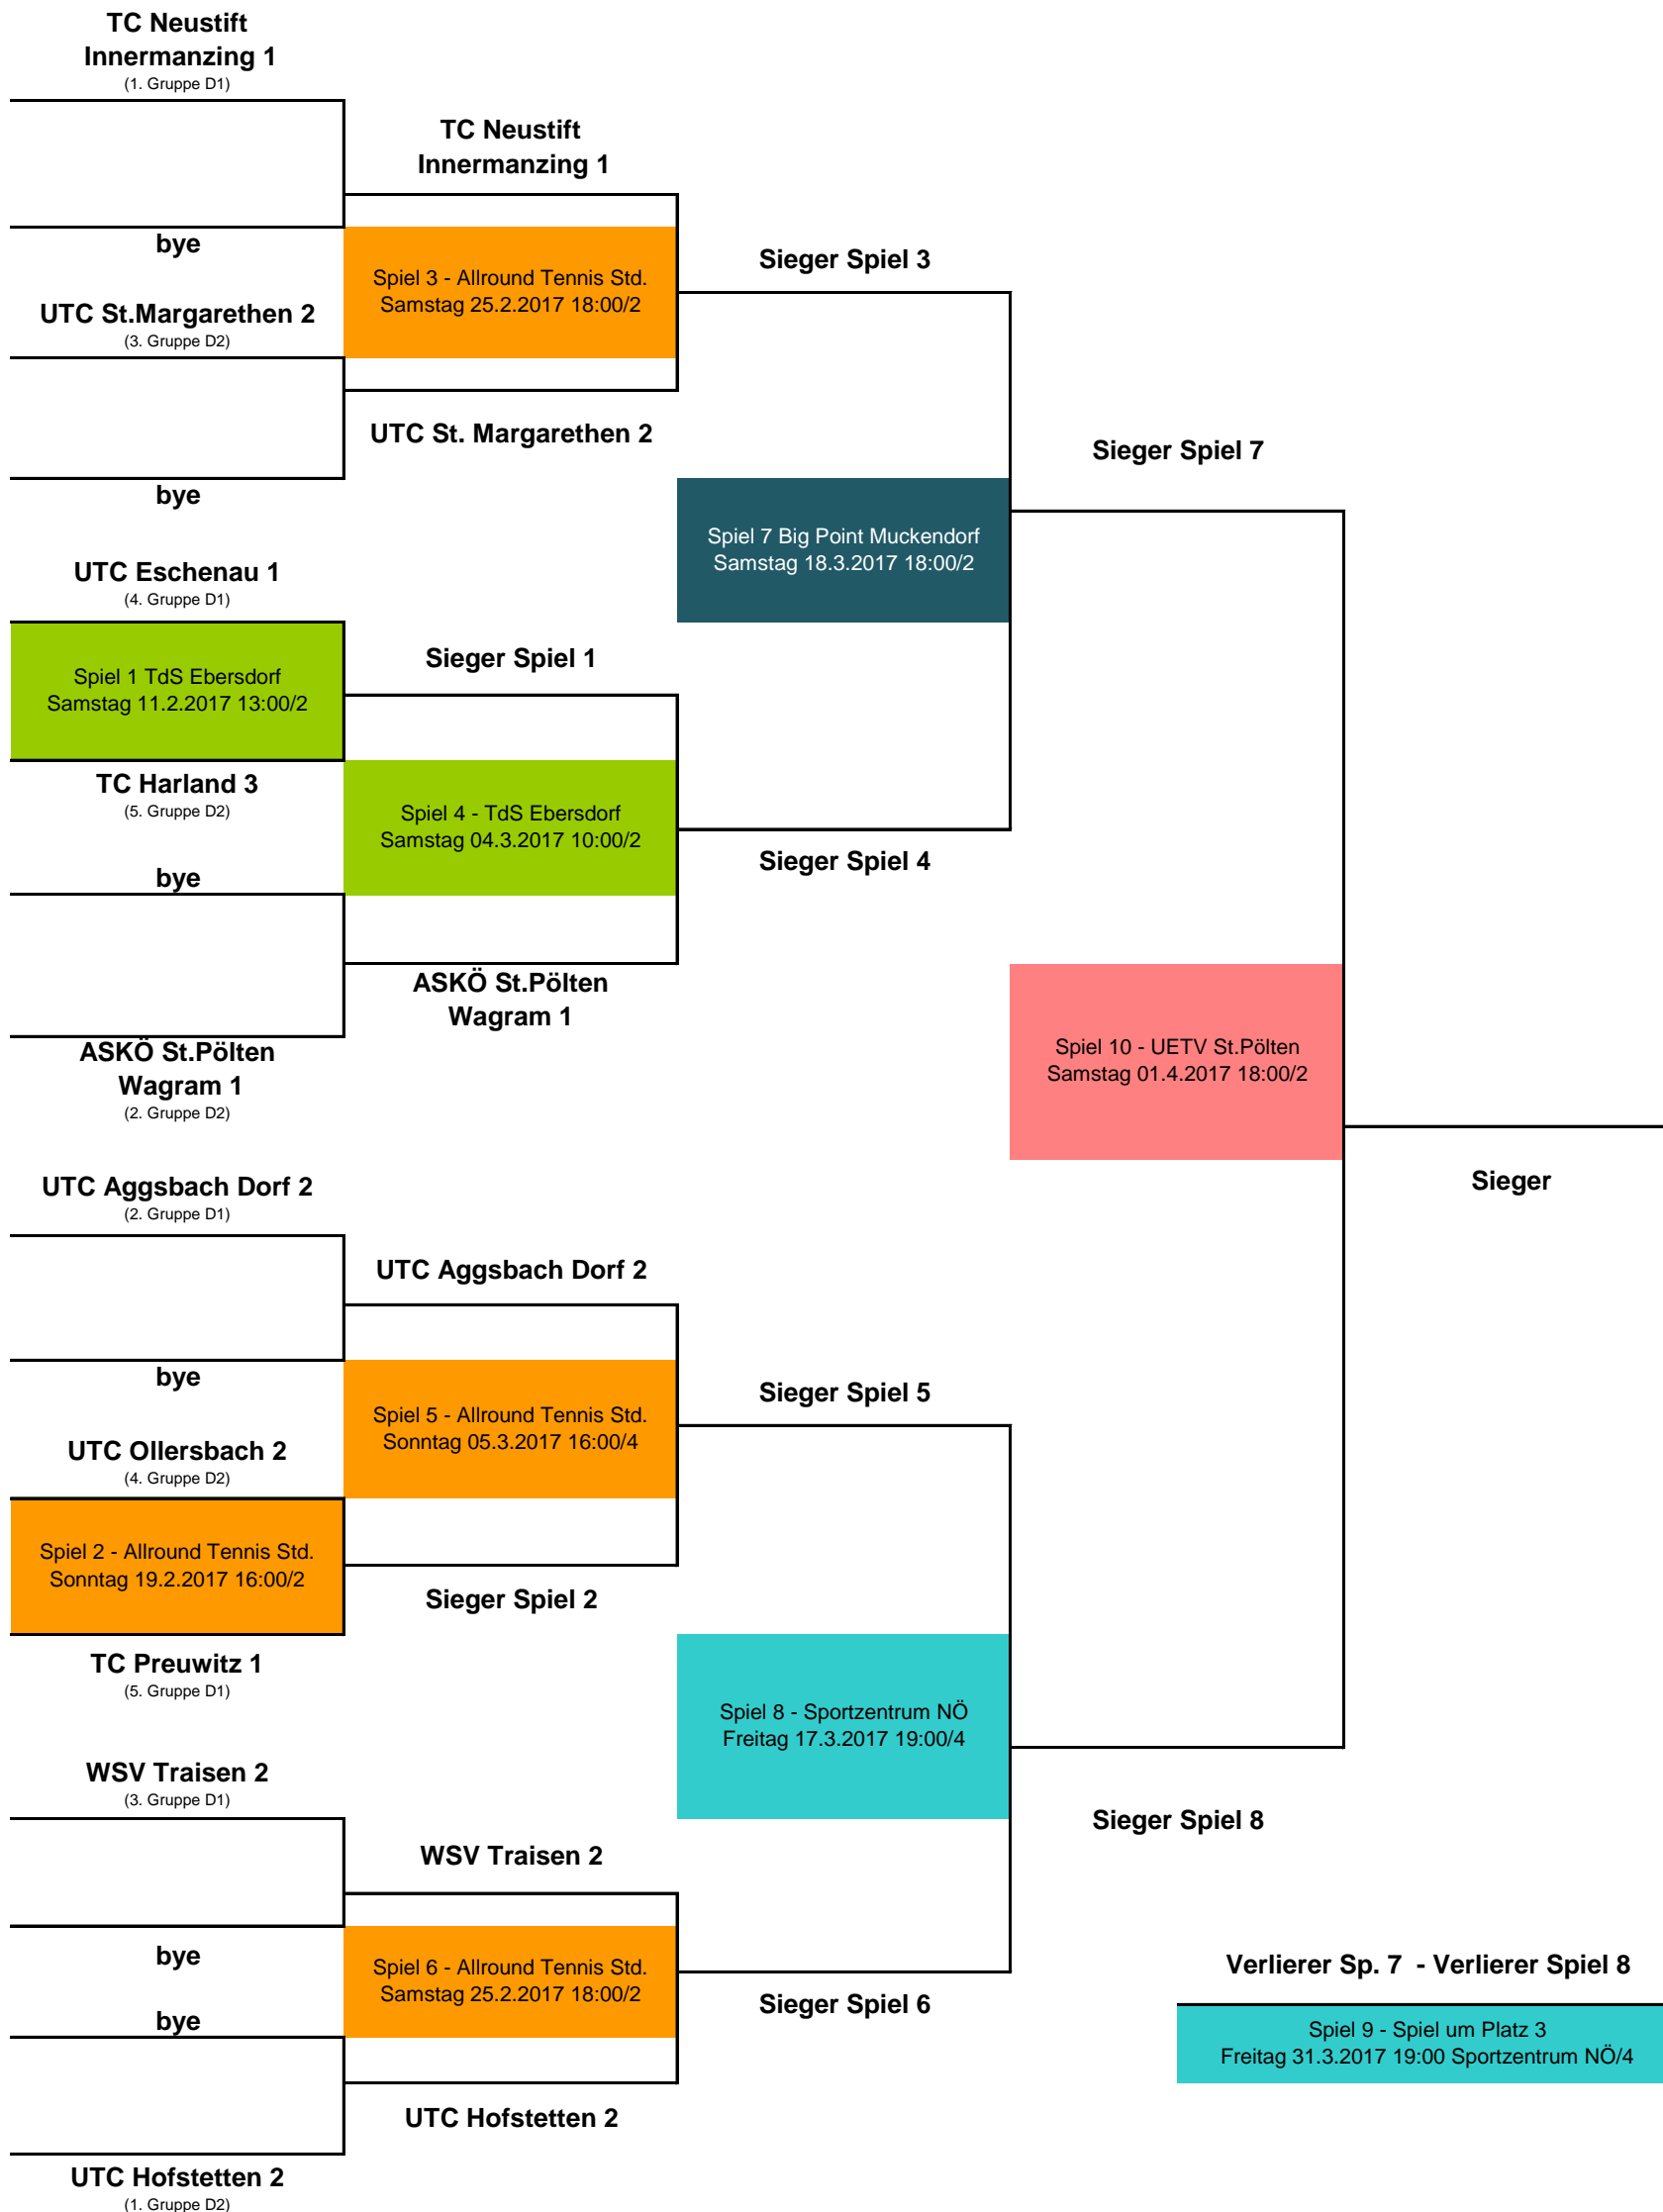 TC Neustift
Innermanzing 1
(1. Gruppe D1)
TC Neustift
Innermanzing 1
bye
Sieger Spiel 3
Spiel 3 - Allround Tennis Std.
Samstag 25.2.2017 18:00/2
UTC St.Margarethen 2
(3. Gruppe D2)
UTC St. Margarethen 2
Sieger Spiel 7
bye
Spiel 7 Big Point Muckendorf
Samstag 18.3.2017 18:00/2
UTC Eschenau 1
(4. Gruppe D1)
Sieger Spiel 1
Spiel 1 TdS Ebersdorf
Samstag 11.2.2017 13:00/2
TC Harland 3
(5. Gruppe D2)
Spiel 4 - TdS Ebersdorf
Samstag 04.3.2017 10:00/2
Sieger Spiel 4
bye
ASKÖ St.Pölten
Wagram 1
ASKÖ St.Pölten
Wagram 1
(2. Gruppe D2)
Spiel 10 - UETV St.Pölten
Samstag 01.4.2017 18:00/2
Sieger
UTC Aggsbach Dorf 2
(2. Gruppe D1)
UTC Aggsbach Dorf 2
bye
Sieger Spiel 5
Spiel 5 - Allround Tennis Std.
Sonntag 05.3.2017 16:00/4
UTC Ollersbach 2
(4. Gruppe D2)
Spiel 2 - Allround Tennis Std.
Sonntag 19.2.2017 16:00/2
Sieger Spiel 2
TC Preuwitz 1
(5. Gruppe D1)
Spiel 8 - Sportzentrum NÖ
Freitag 17.3.2017 19:00/4
WSV Traisen 2
(3. Gruppe D1)
Sieger Spiel 8
WSV Traisen 2
bye
Spiel 6 - Allround Tennis Std.
Samstag 25.2.2017 18:00/2
Verlierer Sp. 7  - Verlierer Spiel 8
Sieger Spiel 6
bye
Spiel 9 - Spiel um Platz 3
Freitag 31.3.2017 19:00 Sportzentrum NÖ/4
UTC Hofstetten 2
UTC Hofstetten 2
(1. Gruppe D2)